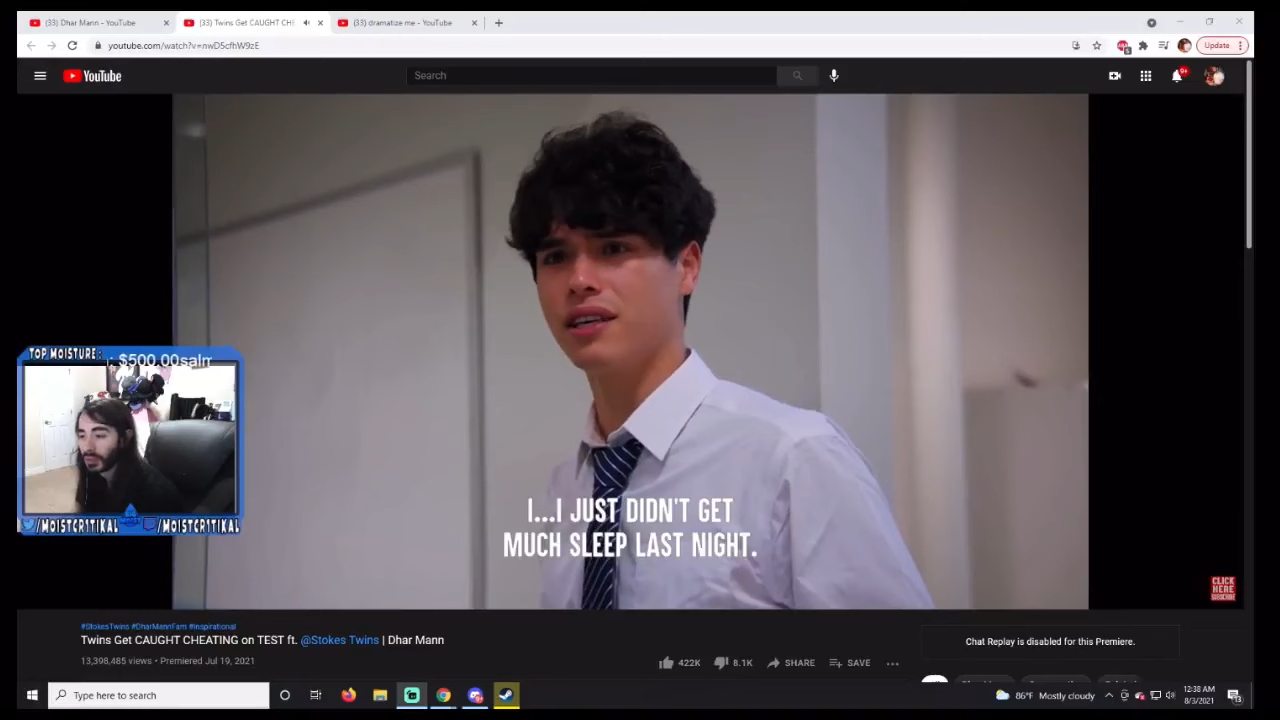 (33) Dhar Mann - YouTube
(33) Twins Get CAUGHT CHE
(33) dramatize me - YouTube
youtube.com/watch?v=nwD5cfhW9zE
Update
YouTube
Search
9+
TOP MOISTURE:
$500.00saln
/MOISTCR1TIKAL
/MOISTCR1TIKAL
I...I JUST DIDN'T GET
MUCH SLEEP LAST NIGHT.
CLICK
HERE
SUBSCRIBE
#StokesTwins #DharMannFam #Inspirational
Twins Get CAUGHT CHEATING on TEST ft. @Stokes Twins | Dhar Mann
13,398,485 views • Premiered Jul 19, 2021
422K
8.1K
SHARE
SAVE
Chat Replay is disabled for this Premiere.
Type here to search
86°F Mostly cloudy
12:38 AM
8/3/2021